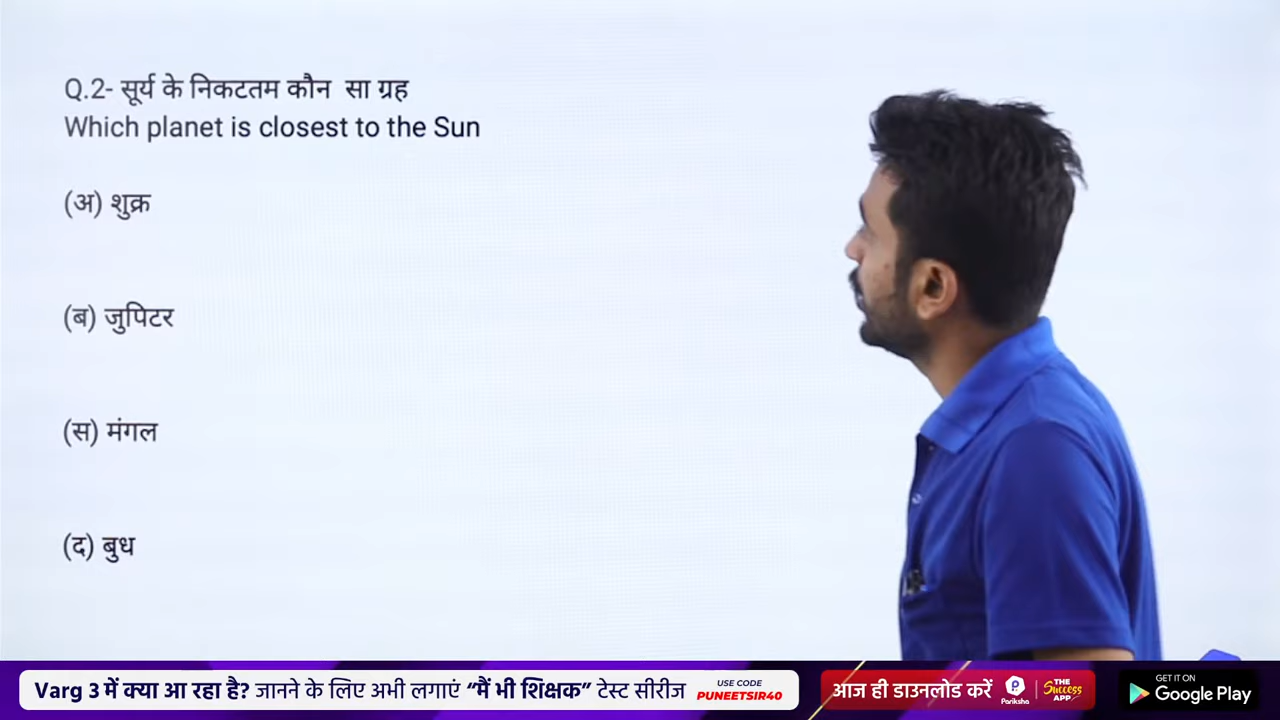 Q.2- सूर्य के निकटतम कौन सा ग्रह
Which planet is closest to the Sun
(अ) शुक्र
(ब) जुपिटर
(स) मंगल
(द) बुध
Varg 3 में क्या आ रहा है? जानने के लिए अभी लगाएं “मैं भी शिक्षक” टेस्ट सीरीज
USE CODE
PUNEETSIR40
आज ही डाउनलोड करें
Pariksha
THE
Success
APP
GET IT ON
Google Play